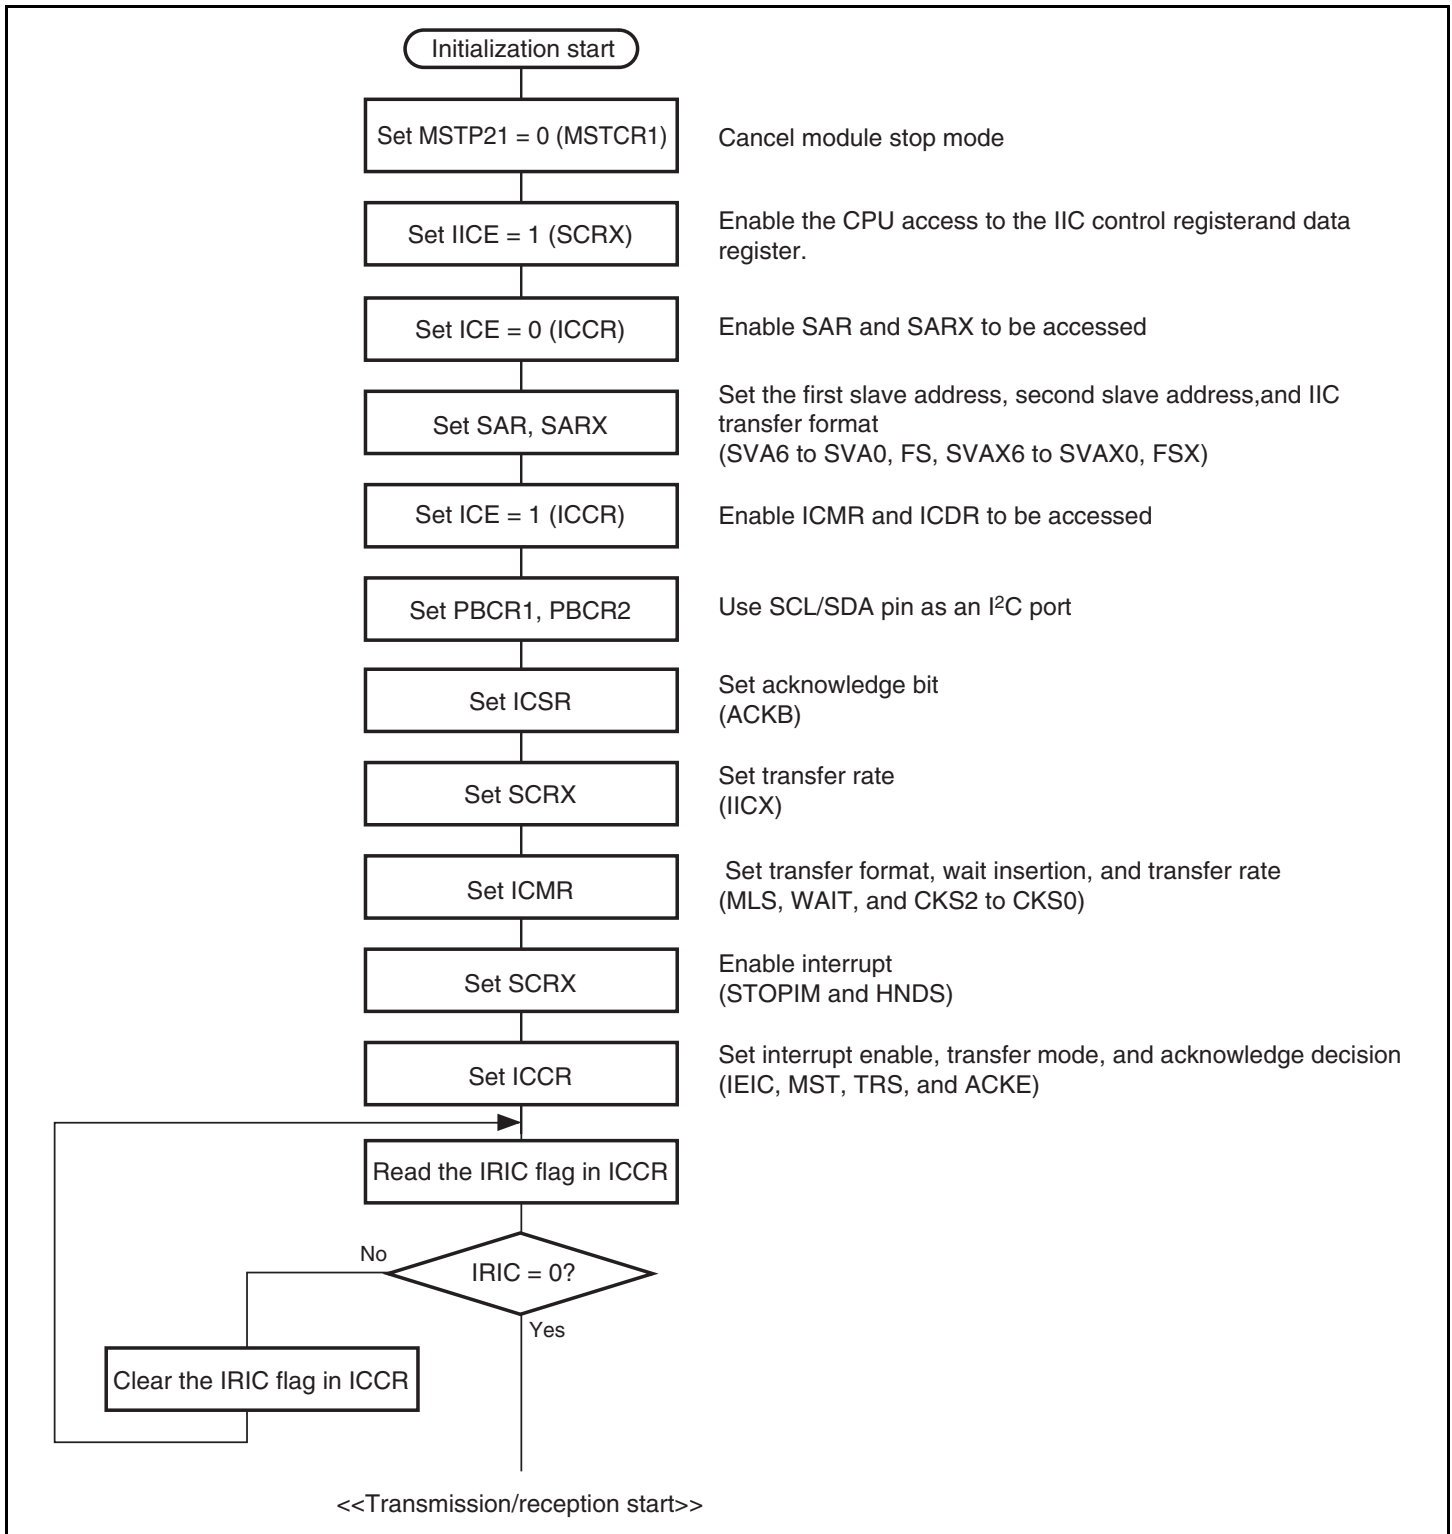 Initialization start
Set MSTP21 = 0 (MSTCR1)
Cancel module stop mode
Set IICE = 1 (SCRX)
Enable the CPU access to the IIC control registerand data
register.
Set ICE = 0 (ICCR)
Enable SAR and SARX to be accessed
Set SAR, SARX
Set the first slave address, second slave address,and IIC
transfer format
(SVA6 to SVA0, FS, SVAX6 to SVAX0, FSX)
Set ICE = 1 (ICCR)
Enable ICMR and ICDR to be accessed
Set PBCR1, PBCR2
Use SCL/SDA pin as an I²C port
Set ICSR
Set acknowledge bit
(ACKB)
Set SCRX
Set transfer rate
(IICX)
Set ICMR
Set transfer format, wait insertion, and transfer rate
(MLS, WAIT, and CKS2 to CKS0)
Set SCRX
Enable interrupt
(STOPIM and HNDS)
Set ICCR
Set interrupt enable, transfer mode, and acknowledge decision
(IEIC, MST, TRS, and ACKE)
Read the IRIC flag in ICCR
No
IRIC = 0?
Yes
Clear the IRIC flag in ICCR
<<Transmission/reception start>>